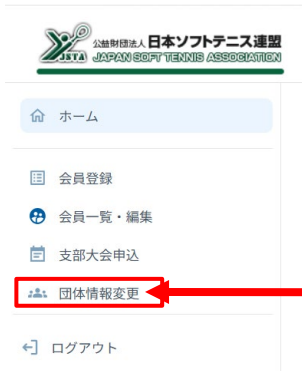 公益財団法人 日本ソフトテニス連盟
JSTA JAPAN SOFT TENNIS ASSOCIATION
ホーム
会員登録
会員一覧・編集
支部大会申込
団体情報変更
ログアウト